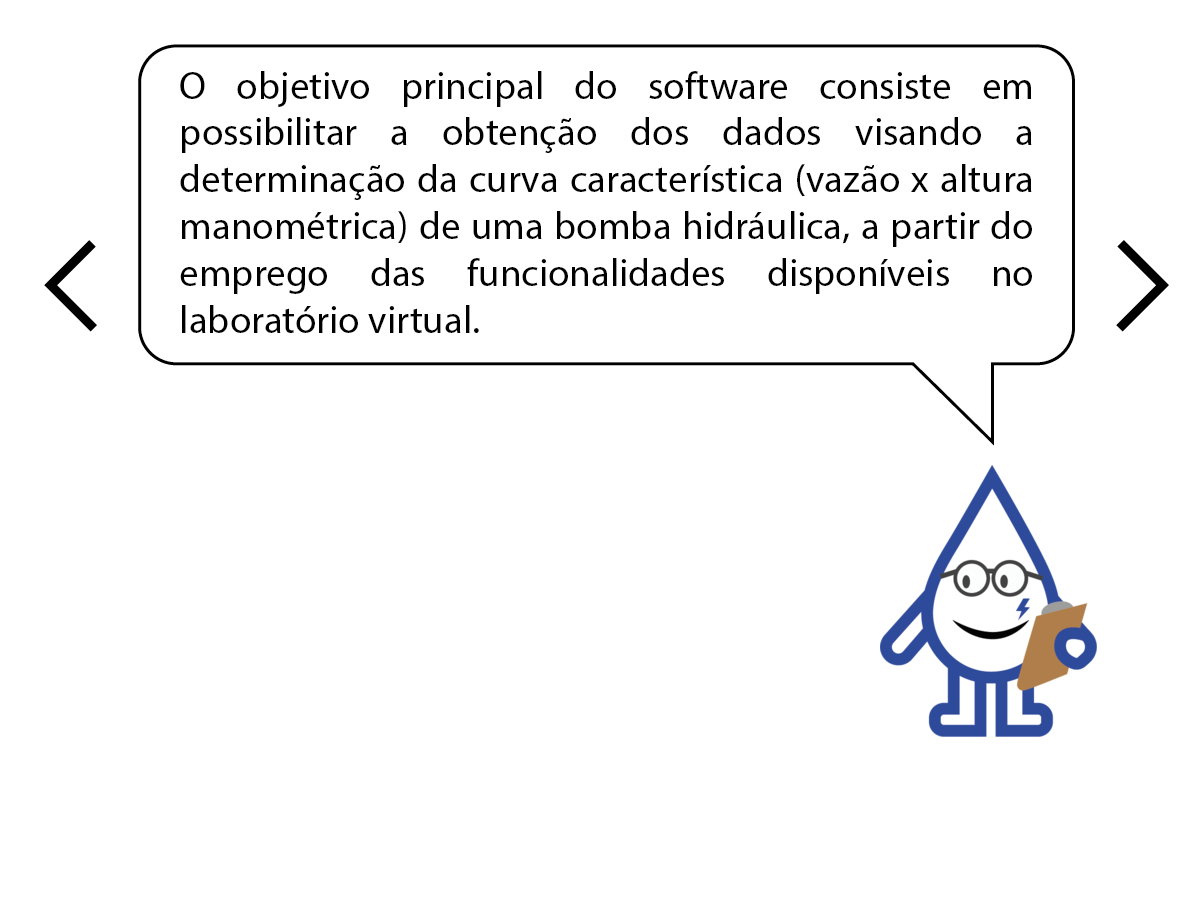 O objetivo principal do software consiste em
possibilitar a obtenção dos dados visando a
determinação da curva característica (vazão x altura
manométrica) de uma bomba hidráulica, a partir do
emprego das funcionalidades disponíveis no
laboratório virtual.